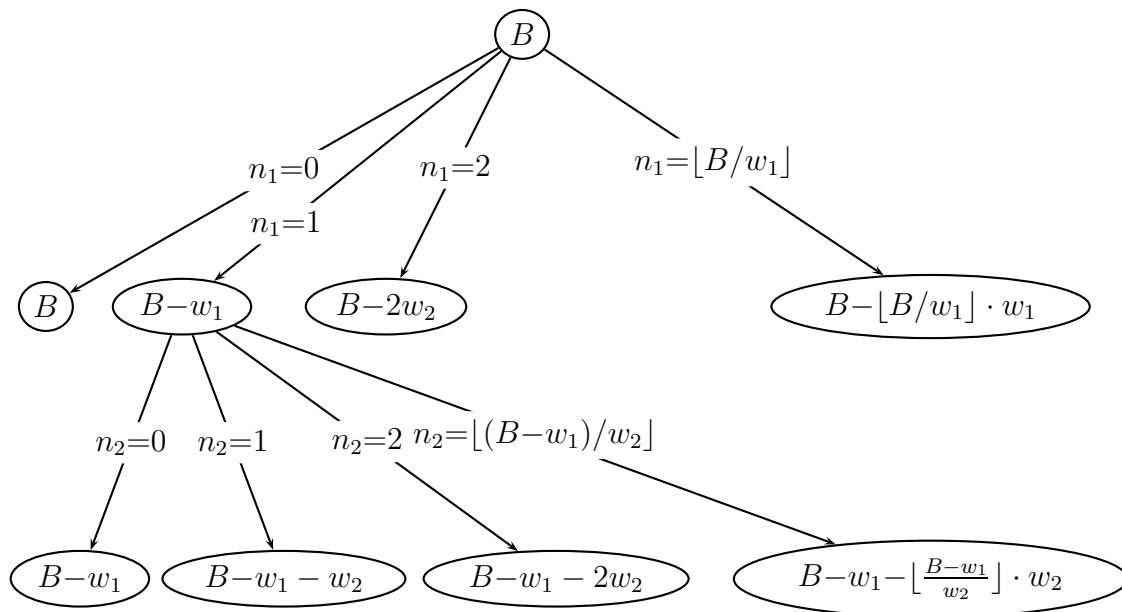 B
n₁=0
n₁=1
n₁=2
n₁=⌊B/w₁⌋
B
B−w₁
B−2w₂
B−⌊B/w₁⌋ · w₁
n₂=0
n₂=1
n₂=2
n₂=⌊(B−w₁)/w₂⌋
B−w₁
B−w₁ − w₂
B−w₁ − 2w₂
B−w₁−⌊\frac{B−w₁}{w₂}⌋ · w₂